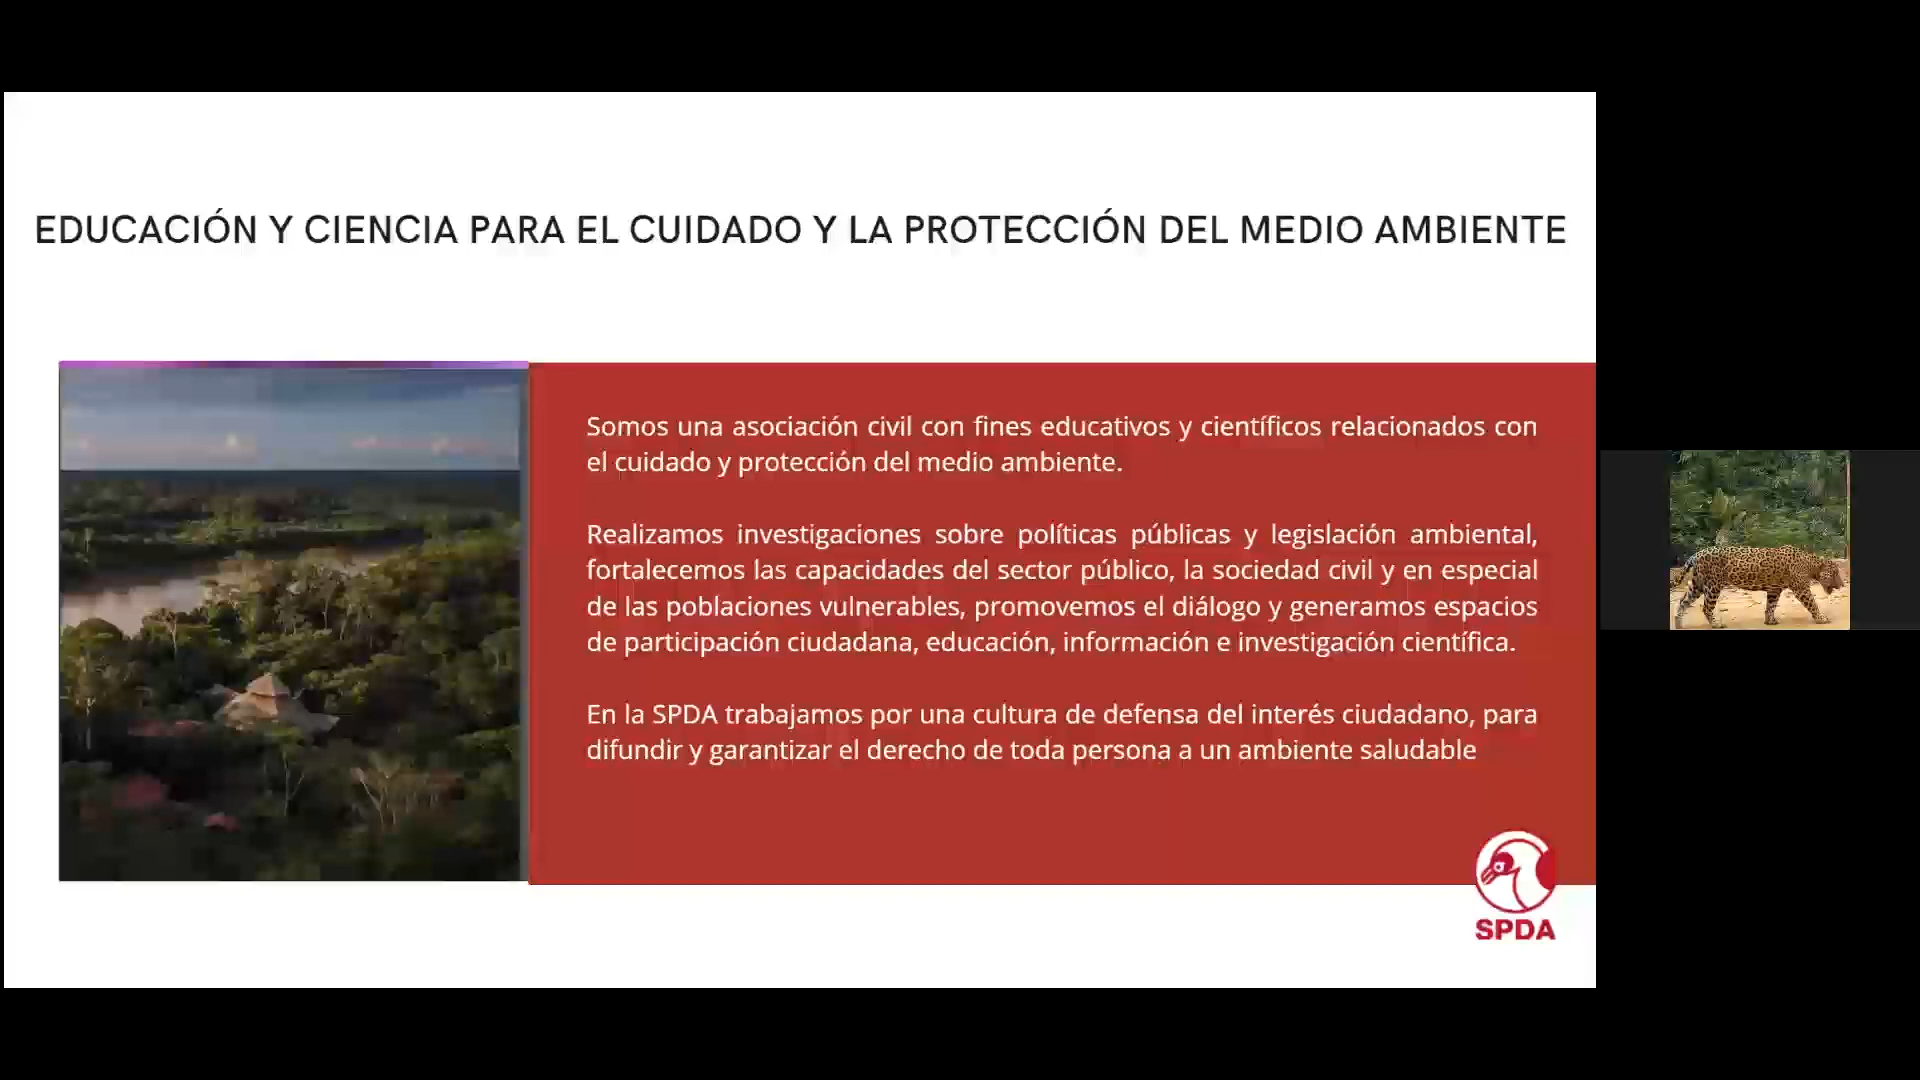 EDUCACIÓN Y CIENCIA PARA EL CUIDADO Y LA PROTECCIÓN DEL MEDIO AMBIENTE
Somos una asociación civil con fines educativos y científicos relacionados con
el cuidado y protección del medio ambiente.
Realizamos investigaciones sobre políticas públicas y legislación ambiental,
fortalecemos las capacidades del sector público, la sociedad civil y en especial
de las poblaciones vulnerables, promovemos el diálogo y generamos espacios
de participación ciudadana, educación, información e investigación científica.
En la SPDA trabajamos por una cultura de defensa del interés ciudadano, para
difundir y garantizar el derecho de toda persona a un ambiente saludable
SPDA